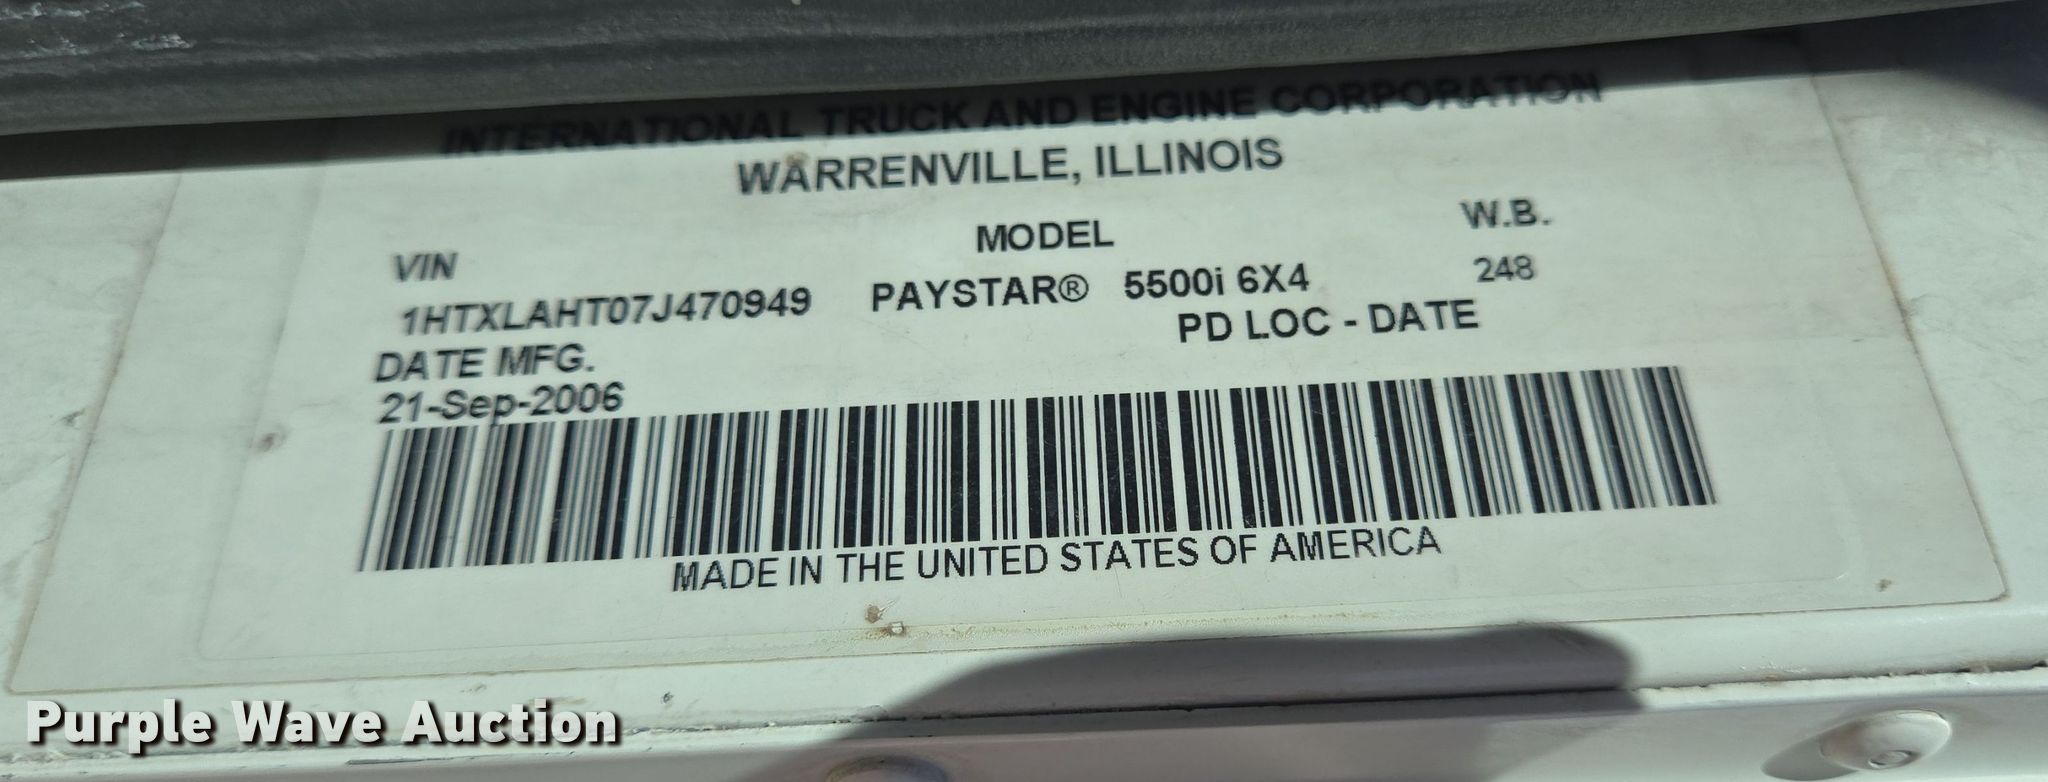 INTERNATIONAL TRUCK AND ENGINE CORPORATION
WARRENVILLE, ILLINOIS
VIN MODEL W.B.
1HTXLAHT07J470949 PAYSTAR® 5500i 6X4 248
DATE MFG. PD LOC - DATE
21-Sep-2006
MADE IN THE UNITED STATES OF AMERICA
Purple Wave Auction